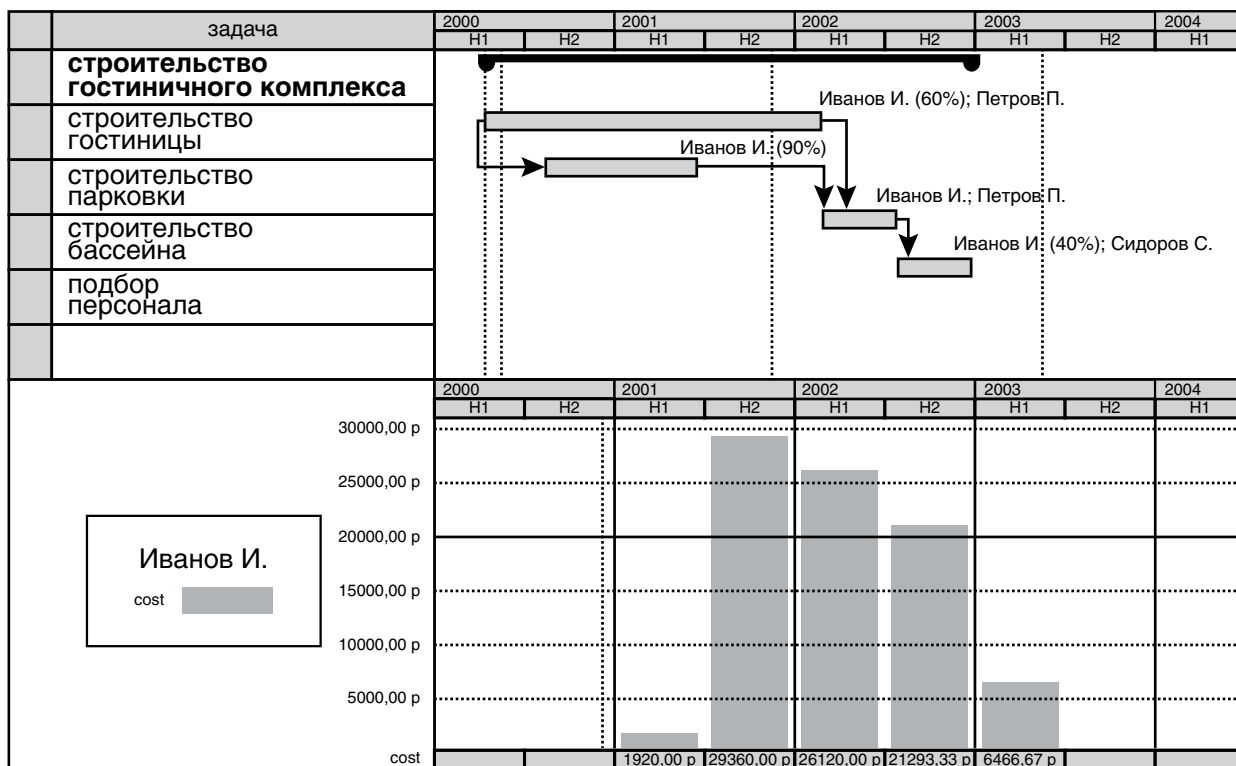 задача
2000 2001 2002 2003 2004
H1 H2 H1 H2 H1 H2 H1 H2 H1
строительство
гостиничного комплекса
Иванов И. (60%); Петров П.
строительство
гостиницы
Иванов И. (90%)
строительство
парковки
Иванов И.; Петров П.
строительство
бассейна
Иванов И. (40%); Сидоров С.
подбор
персонала
2000 2001 2002 2003 2004
H1 H2 H1 H2 H1 H2 H1 H2 H1
30000,00 р
25000,00 р
20000,00 р
15000,00 р
10000,00 р
5000,00 р
Иванов И.
cost
cost 1920,00 р 29360,00 р 26120,00 р 21293,33 р 6466,67 р